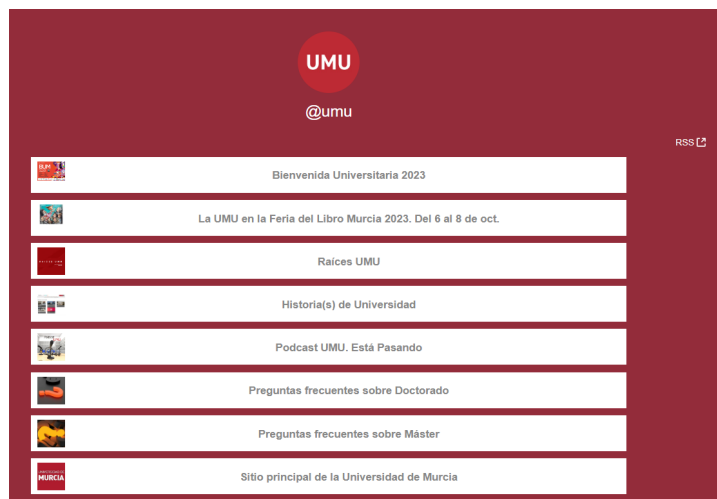 UMU
@umu
RSS
Bienvenida Universitaria 2023
La UMU en la Feria del Libro Murcia 2023. Del 6 al 8 de oct.
Raíces UMU
Historia(s) de Universidad
Podcast UMU. Está Pasando
Preguntas frecuentes sobre Doctorado
Preguntas frecuentes sobre Máster
MURCIA
Sitio principal de la Universidad de Murcia